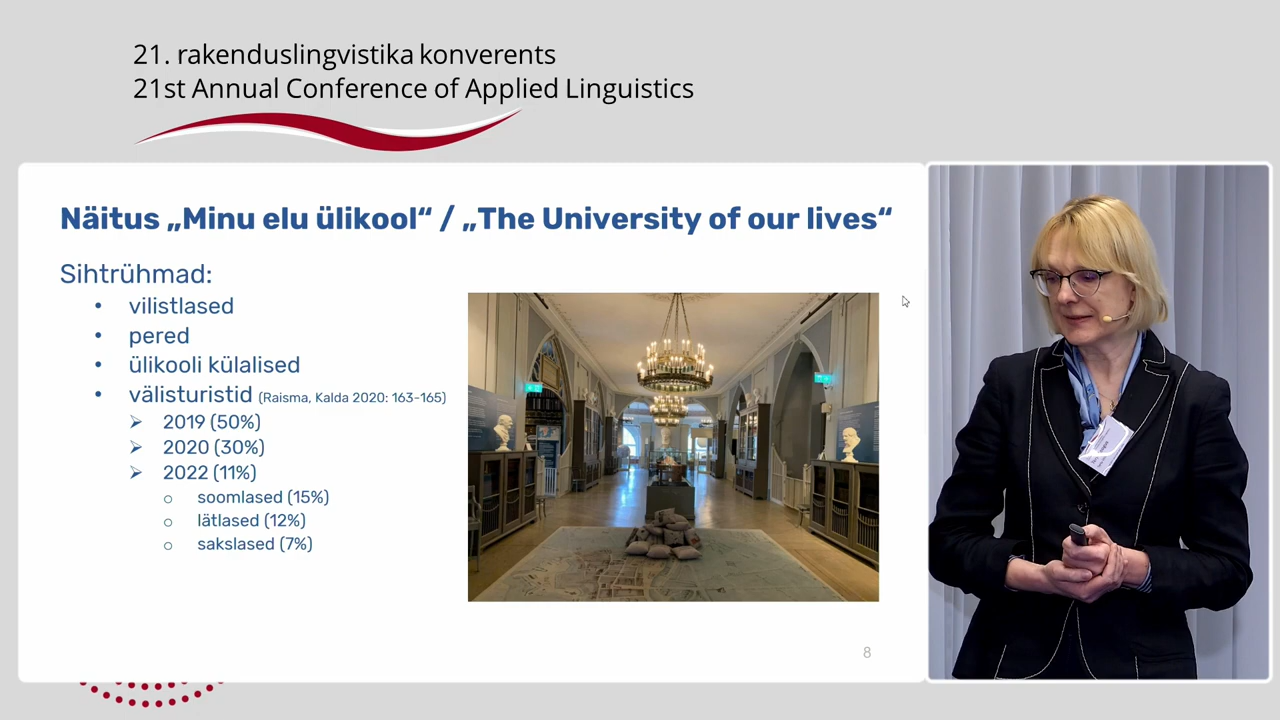 21. rakenduslingvistika konverents
21st Annual Conference of Applied Linguistics
Näitus „Minu elu ülikool“ / „The University of our lives“
Sihtrühmad:
• vilistlased
• pered
• ülikooli külalised
• välisturistid (Raisma, Kalda 2020: 163-165)
➢ 2019 (50%)
➢ 2020 (30%)
➢ 2022 (11%)
o soomlased (15%)
o lätlased (12%)
o sakslased (7%)
8